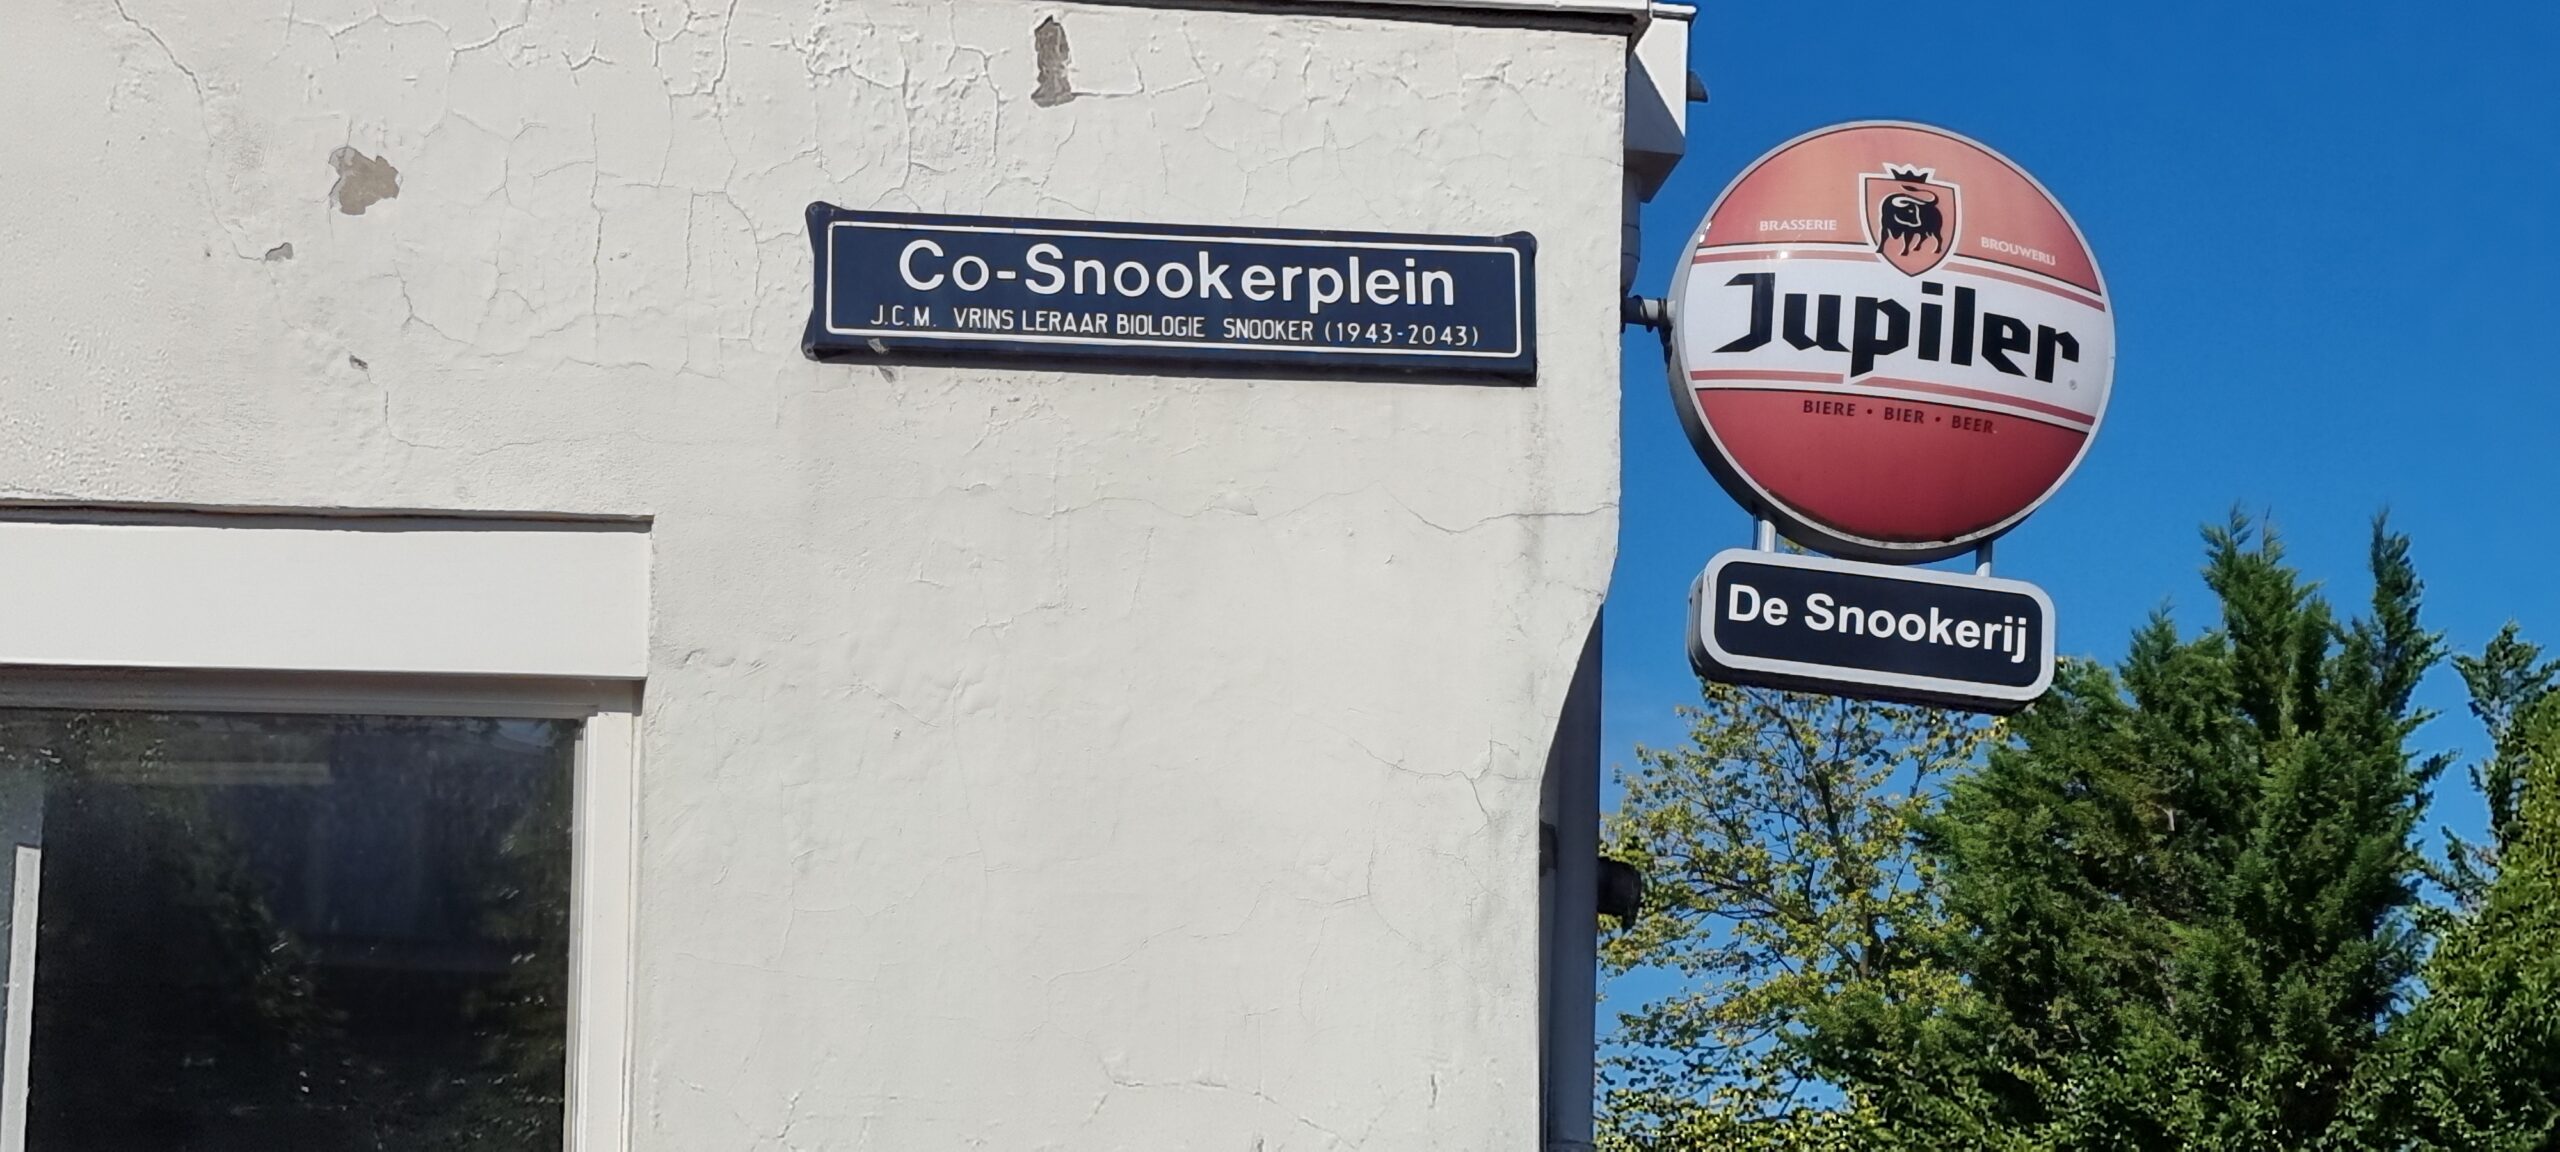 Co-Snookerplein
J.C.M. VRINS LERAAR BIOLOGIE SNOOKER (1943-2043)
BRASSERIE BROUWERIJ
Jupiler
BIERE • BIER • BEER
De Snookerij